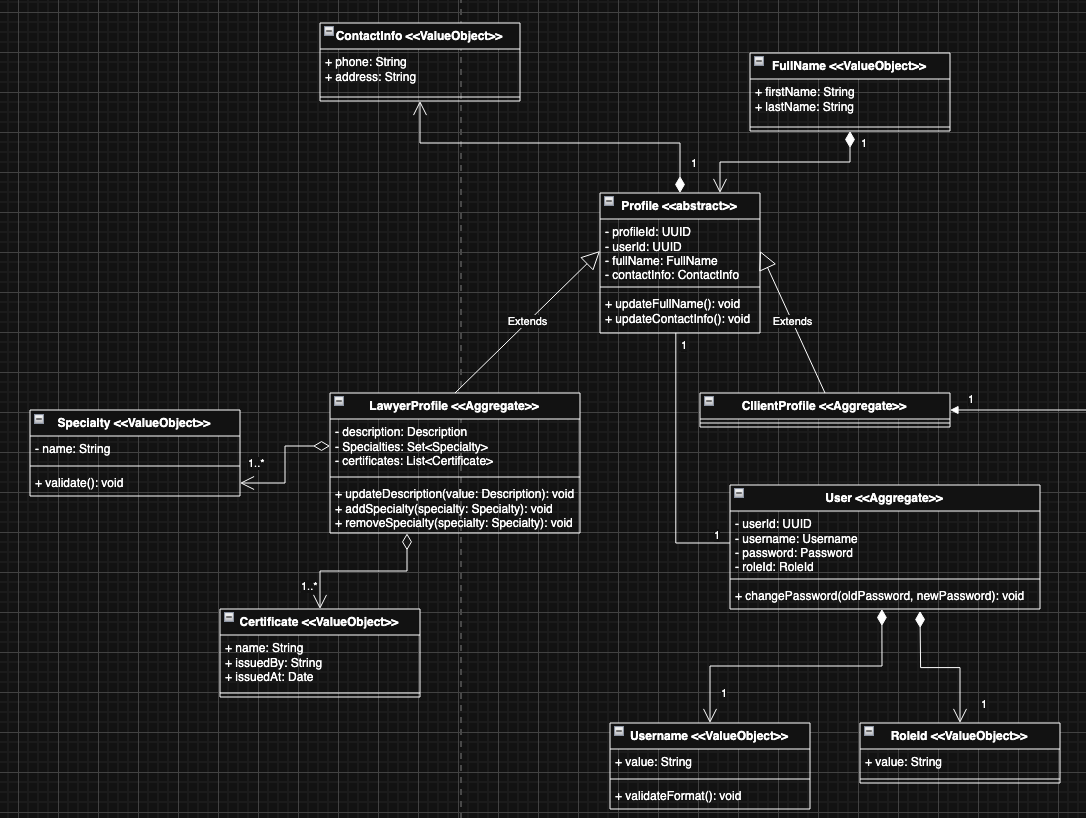 ContactInfo <<ValueObject>>
+ phone: String
+ address: String
FullName <<ValueObject>>
+ firstName: String
+ lastName: String
1
1
Profile <<abstract>>
- profileId: UUID
- userId: UUID
- fullName: FullName
- contactInfo: ContactInfo
+ updateFullName(): void
+ updateContactInfo(): void
Extends
Extends
1
LawyerProfile <<Aggregate>>
- description: Description
- Specialties: Set<Specialty>
- certificates: List<Certificate>
+ updateDescription(value: Description): void
+ addSpecialty(specialty: Specialty): void
+ removeSpecialty(specialty: Specialty): void
ClientProfile <<Aggregate>>
1
Specialty <<ValueObject>>
- name: String
+ validate(): void
1..*
User <<Aggregate>>
- userId: UUID
- username: Username
- password: Password
- roleId: RoleId
+ changePassword(oldPassword, newPassword): void
1
1..*
Certificate <<ValueObject>>
+ name: String
+ issuedBy: String
+ issuedAt: Date
1
1
Username <<ValueObject>>
+ value: String
+ validateFormat(): void
RoleId <<ValueObject>>
+ value: String